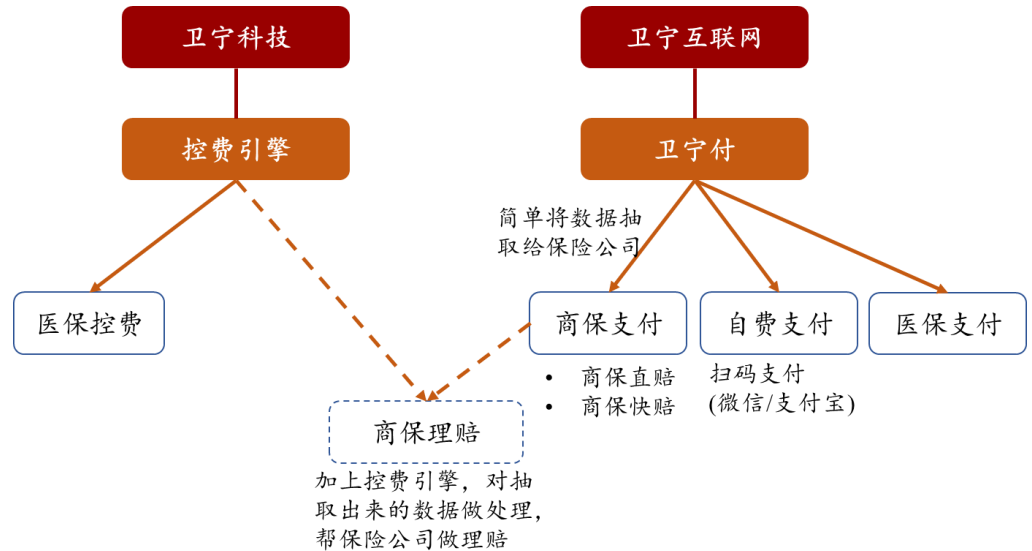 卫宁科技
卫宁互联网
控费引擎
卫宁付
简单将数据抽
取给保险公司
医保控费
商保支付
自费支付
医保支付
• 商保直赔
• 商保快赔
扫码支付
(微信/支付宝)
商保理赔
加上控费引擎，对抽
取出来的数据做处理，
帮保险公司做理赔